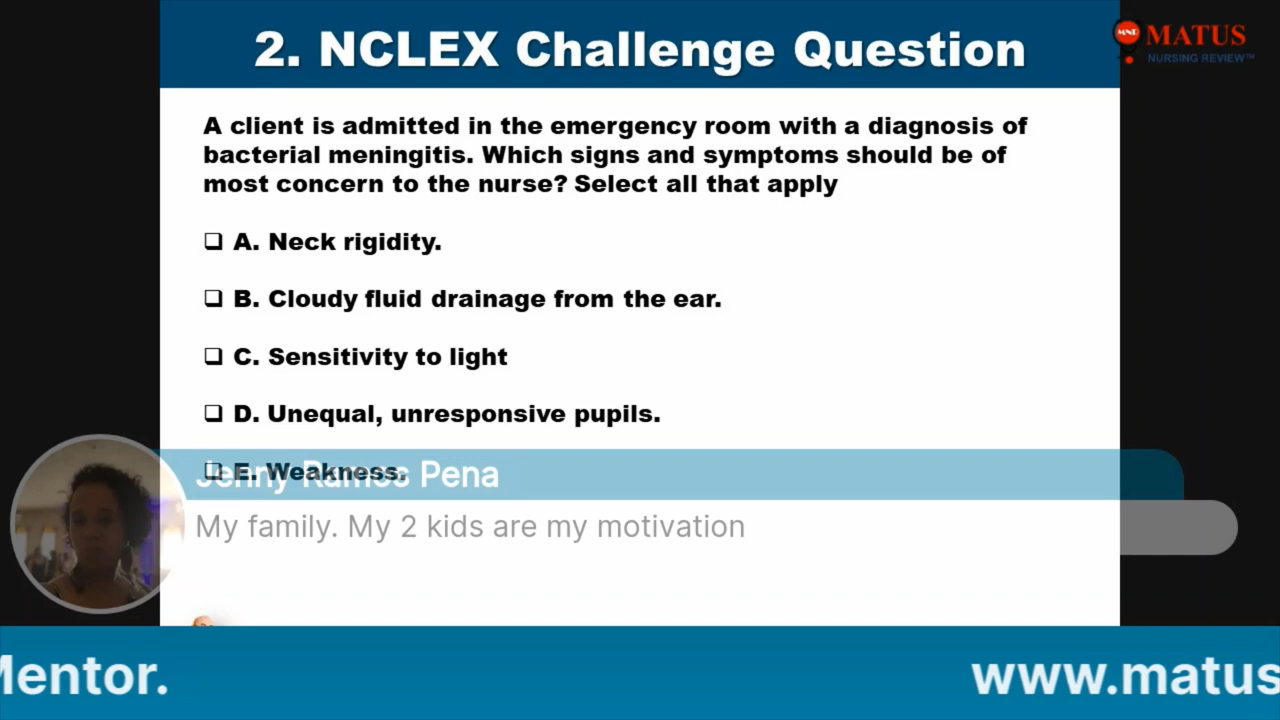 2. NCLEX Challenge Question
MNR MATUS
NURSING REVIEW™
A client is admitted in the emergency room with a diagnosis of
bacterial meningitis. Which signs and symptoms should be of
most concern to the nurse? Select all that apply
❑ A. Neck rigidity.
❑ B. Cloudy fluid drainage from the ear.
❑ C. Sensitivity to light
❑ D. Unequal, unresponsive pupils.
❑ E. Weakness.
Jenny Ramos Pena
My family. My 2 kids are my motivation
Mentor.
www.matus